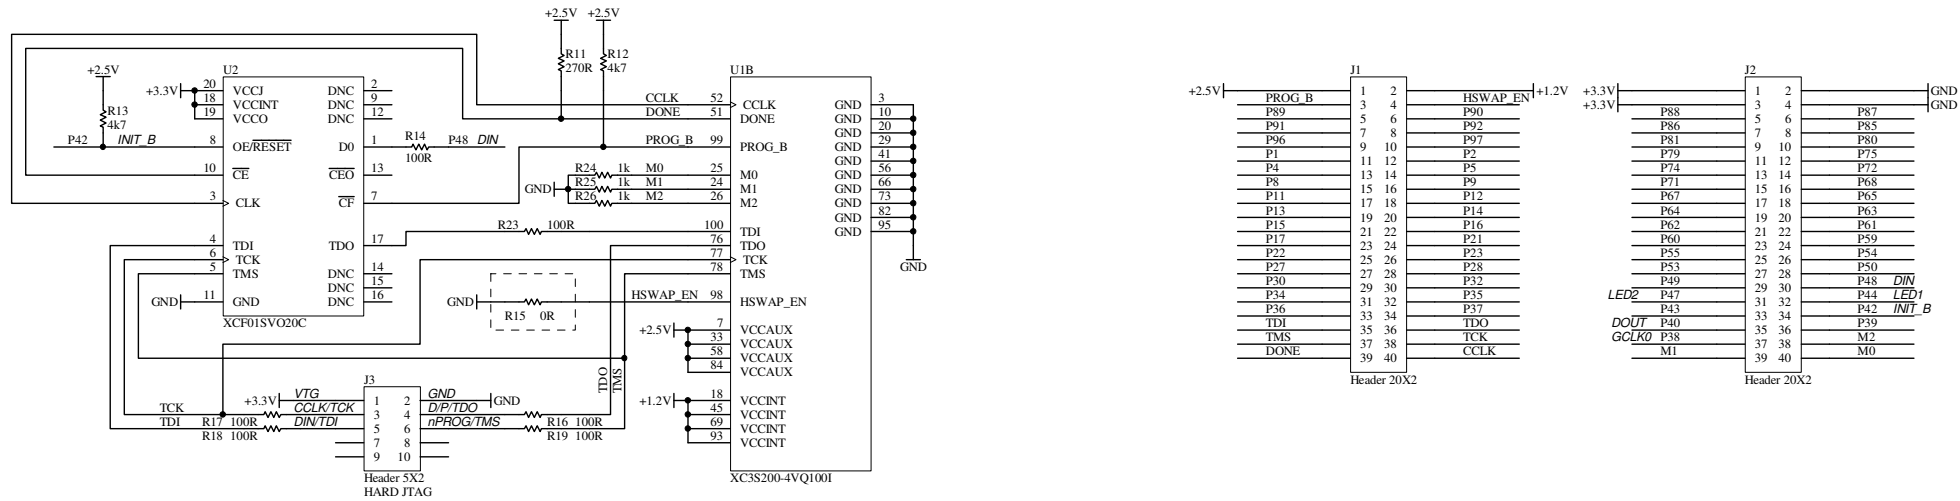 +2.5V
R13
4k7
P42 INIT_B
U2
+3.3V
20 VCCJ DNC 2
18 VCCINT DNC 9
19 VCCO DNC 12
8 OE/RESET D0 1
R14
100R
P48 DIN
10 CE CEO 13
3 CLK CF 7
4 TDI TDO 17
6 TCK
5 TMS DNC 14
DNC 15
GND 11 GND DNC 16
XCF01SVO20C
+2.5V +2.5V
R11
270R
R12
4k7
U1B
CCLK 52 CCLK GND 3
DONE 51 DONE GND 10
GND 20
PROG_B 99 PROG_B GND 29
GND 41
R24 1k M0 25 M0 GND 56
GND R25 1k M1 24 M1 GND 66
R26 1k M2 26 M2 GND 73
GND 82
R23 100R 100 TDI GND 95
76 TDO
77 TCK
78 TMS
GND
GND R15 0R HSWAP_EN 98 HSWAP_EN
+2.5V 7 VCCAUX
33 VCCAUX
58 VCCAUX
84 VCCAUX
+1.2V 18 VCCINT
45 VCCINT
69 VCCINT
93 VCCINT
XC3S200-4VQ100I
TDO
TMS
J3
+3.3V VTG 1 2 GND GND
TCK CCLK/TCK 3 4 D/P/TDO
R17 100R R16 100R
TDI DIN/TDI 5 6 nPROG/TMS
R18 100R R19 100R
7 8
9 10
Header 5X2
HARD JTAG
J1
+2.5V 1 2 +1.2V
PROG_B 3 4 HSWAP_EN
P89 5 6 P90
P91 7 8 P92
P96 9 10 P97
P1 11 12 P2
P4 13 14 P5
P8 15 16 P9
P11 17 18 P12
P13 19 20 P14
P15 21 22 P16
P17 23 24 P21
P22 25 26 P23
P27 27 28 P28
P30 29 30 P32
P34 31 32 P35
P36 33 34 P37
TDI 35 36 TDO
TMS 37 38 TCK
DONE 39 40 CCLK
Header 20X2
J2
+3.3V 1 2 GND
+3.3V 3 4 GND
P88 5 6 P87
P86 7 8 P85
P81 9 10 P80
P79 11 12 P75
P74 13 14 P72
P71 15 16 P68
P67 17 18 P65
P64 19 20 P63
P62 21 22 P61
P60 23 24 P59
P55 25 26 P54
P53 27 28 P50
P49 29 30 P48 DIN
LED2 P47 31 32 P44 LED1
P43 33 34 P42 INIT_B
DOUT P40 35 36 P39
GCLK0 P38 37 38 M2
M1 39 40 M0
Header 20X2